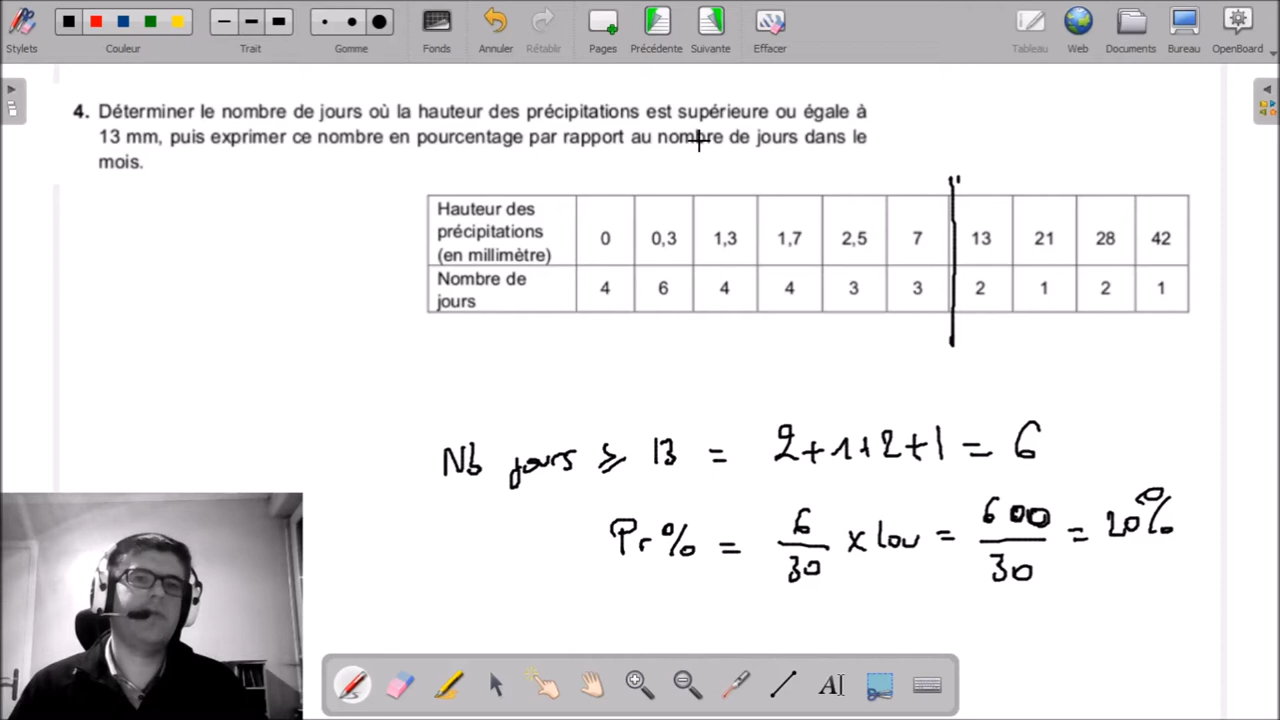 Stylets Couleur Trait Gomme Fonds Annuler Rétablir Pages Précédente Suivante Effacer Tableau Web Documents Bureau OpenBoard
4. Déterminer le nombre de jours où la hauteur des précipitations est supérieure ou égale à
13 mm, puis exprimer ce nombre en pourcentage par rapport au nombre de jours dans le
mois.
Hauteur des
précipitations
(en millimètre) 0 0,3 1,3 1,7 2,5 7 13 21 28 42
Nombre de
jours 4 6 4 4 3 3 2 1 2 1
Nb jours ⩾ 13 = 2+1+2+1 = 6
Pr% = 6/30 x 100 = 600/30 = 20%
AI